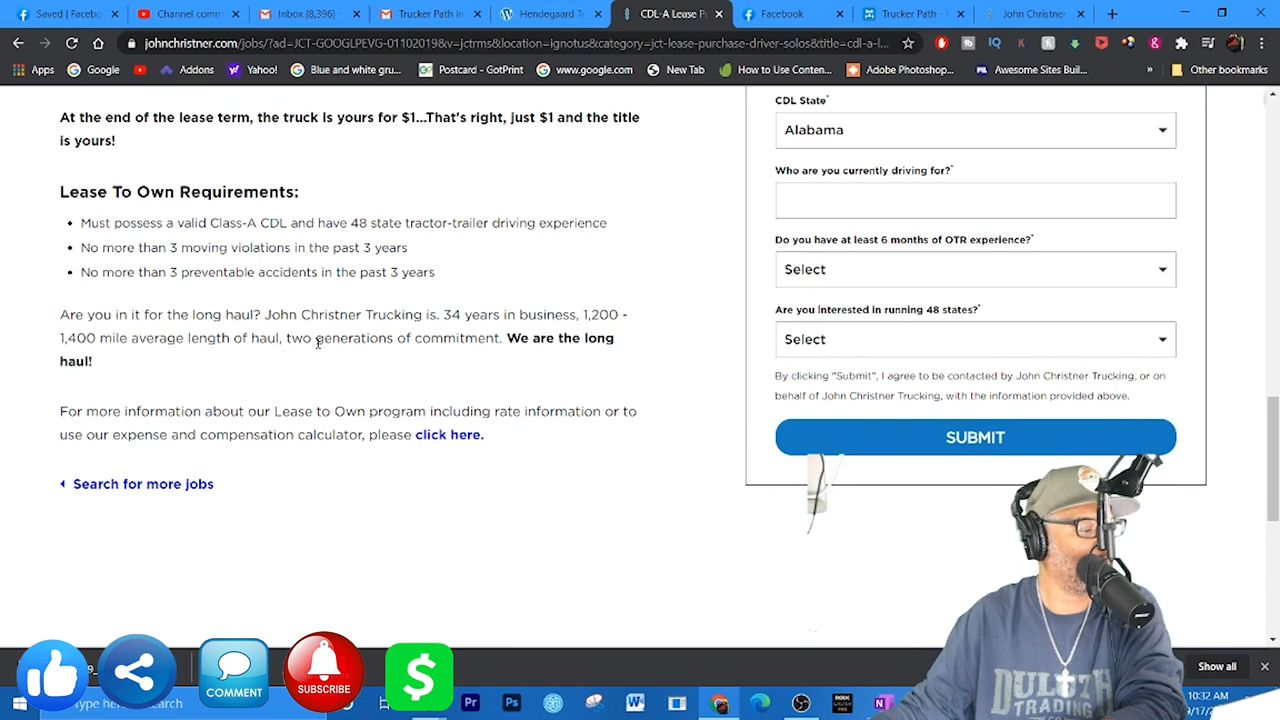 Saved | Facebo
Channel comm
Inbox (8,396) -
Trucker Path In
Hendegaard Tr
CDL-A Lease P
Facebook
Trucker Path -
John Christner
johnchristner.com/jobs/?ad=JCT-GOOGLPEVG-01102019&v=jctrms&location=ignotus&category=jct-lease-purchase-driver-solos&title=cdl-a-l...
Apps
Google
Addons
Yahoo!
Blue and white gru...
Postcard - GotPrint
www.google.com
New Tab
How to Use Conten...
Adobe Photoshop...
Awesome Sites Buil...
»
Other bookmarks
At the end of the lease term, the truck is yours for $1...That's right, just $1 and the title
is yours!
Lease To Own Requirements:
• Must possess a valid Class-A CDL and have 48 state tractor-trailer driving experience
• No more than 3 moving violations in the past 3 years
• No more than 3 preventable accidents in the past 3 years
Are you in it for the long haul? John Christner Trucking is. 34 years in business, 1,200 -
1,400 mile average length of haul, two generations of commitment. We are the long
haul!
For more information about our Lease to Own program including rate information or to
use our expense and compensation calculator, please click here.
Search for more jobs
CDL State*
Alabama
Who are you currently driving for?*
Do you have at least 6 months of OTR experience?*
Select
Are you interested in running 48 states?*
Select
By clicking "Submit", I agree to be contacted by John Christner Trucking, or on
behalf of John Christner Trucking, with the information provided above.
SUBMIT
DULUTH
TRADING
COMMENT
SUBSCRIBE
$
Show all
Type here
Pr
Ps
W
N
10:32 AM